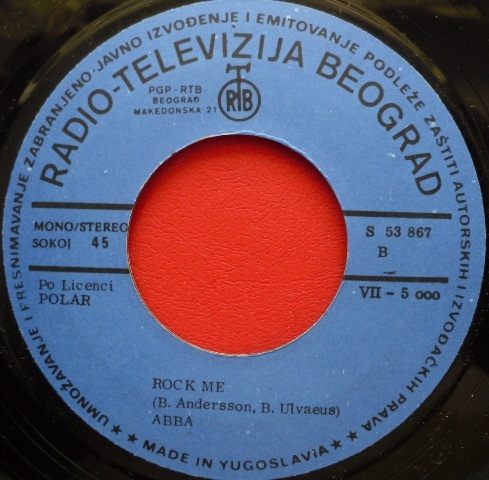 UMNOŽAVANJE I PRESNIMAVANJE ZABRANJENO·JAVNO IZVOĐENJE I EMITOVANJE PODLEŽE ZAŠTITI AUTORSKIH I IZVOĐAČKIH PRAVA
RADIO-TELEVIZIJA BEOGRAD
PGP - RTB
BEOGRAD
MAKEDONSKA 21
RTB
MONO/STEREO
SOKOJ 45
S 53 867
B
Po Licenci
POLAR
VII - 5 000
ROCK ME
(B. Andersson, B. Ulvaeus)
ABBA
★★ MADE IN YUGOSLAVIA ★★